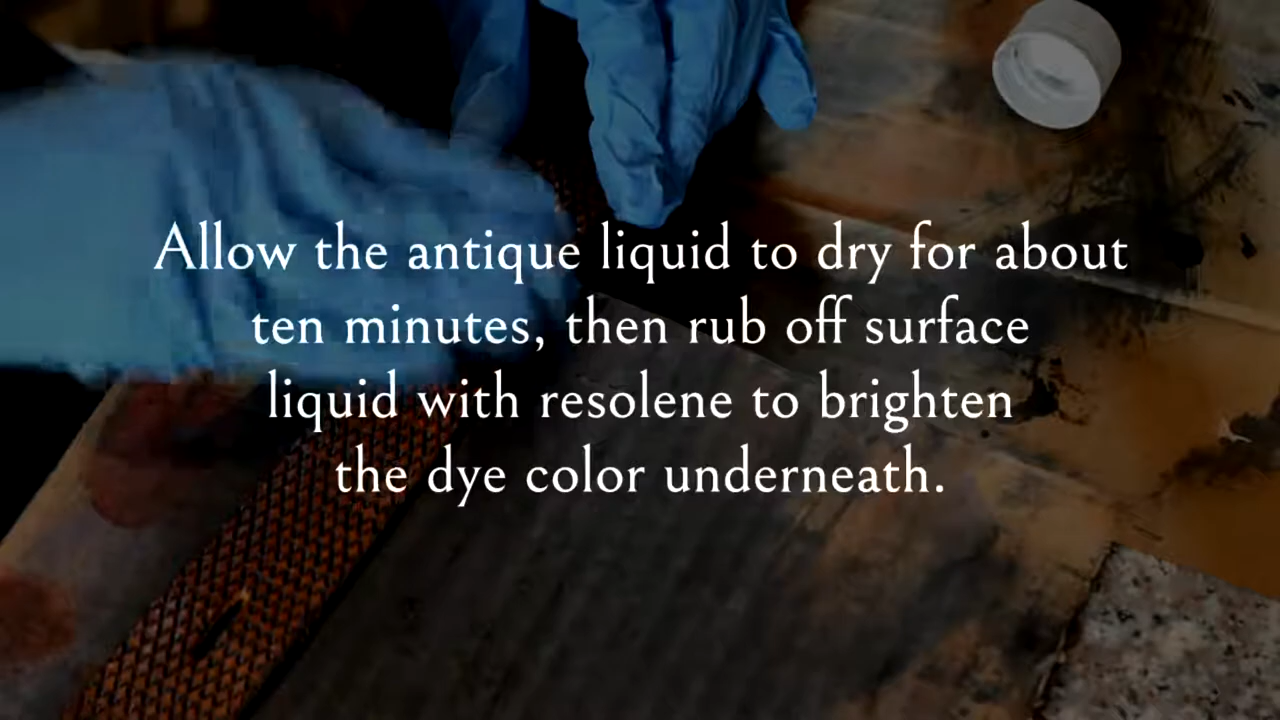 Allow the antique liquid to dry for about
ten minutes, then rub off surface
liquid with resolene to brighten
the dye color underneath.